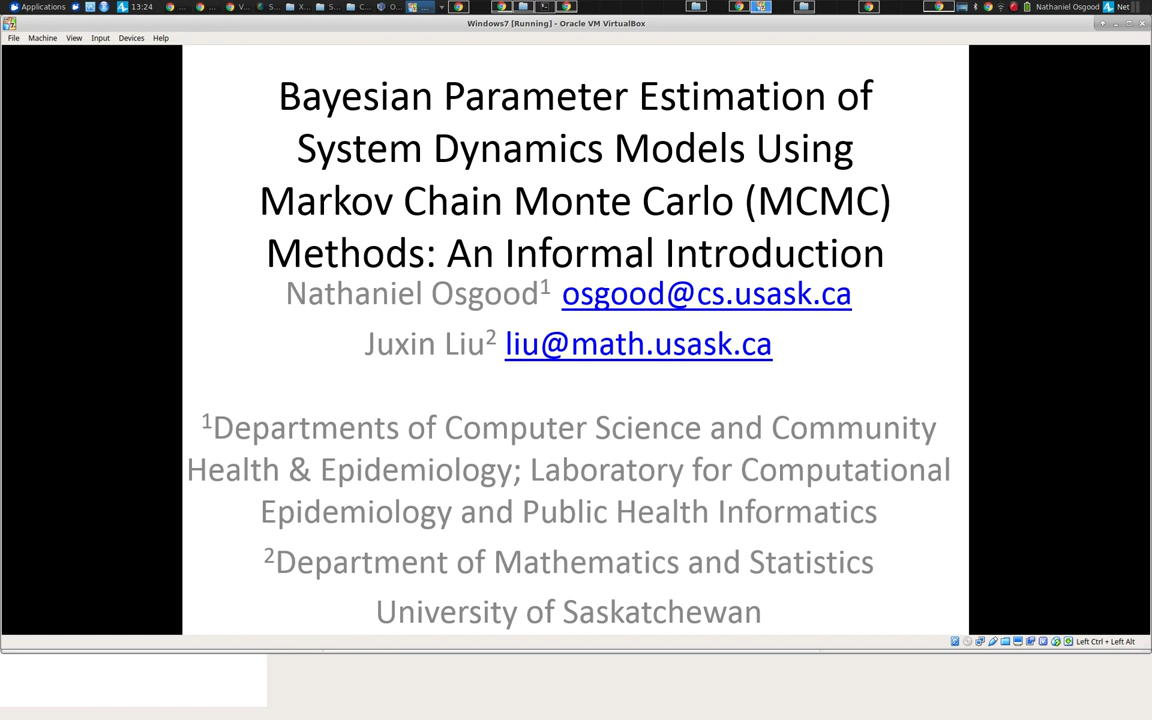 Applications
13:24
Nathaniel Osgood
Net
Windows7 [Running] - Oracle VM VirtualBox
File Machine View Input Devices Help
Bayesian Parameter Estimation of
System Dynamics Models Using
Markov Chain Monte Carlo (MCMC)
Methods: An Informal Introduction
Nathaniel Osgood¹ osgood@cs.usask.ca
Juxin Liu² liu@math.usask.ca
¹Departments of Computer Science and Community
Health & Epidemiology; Laboratory for Computational
Epidemiology and Public Health Informatics
²Department of Mathematics and Statistics
University of Saskatchewan
Left Ctrl + Left Alt